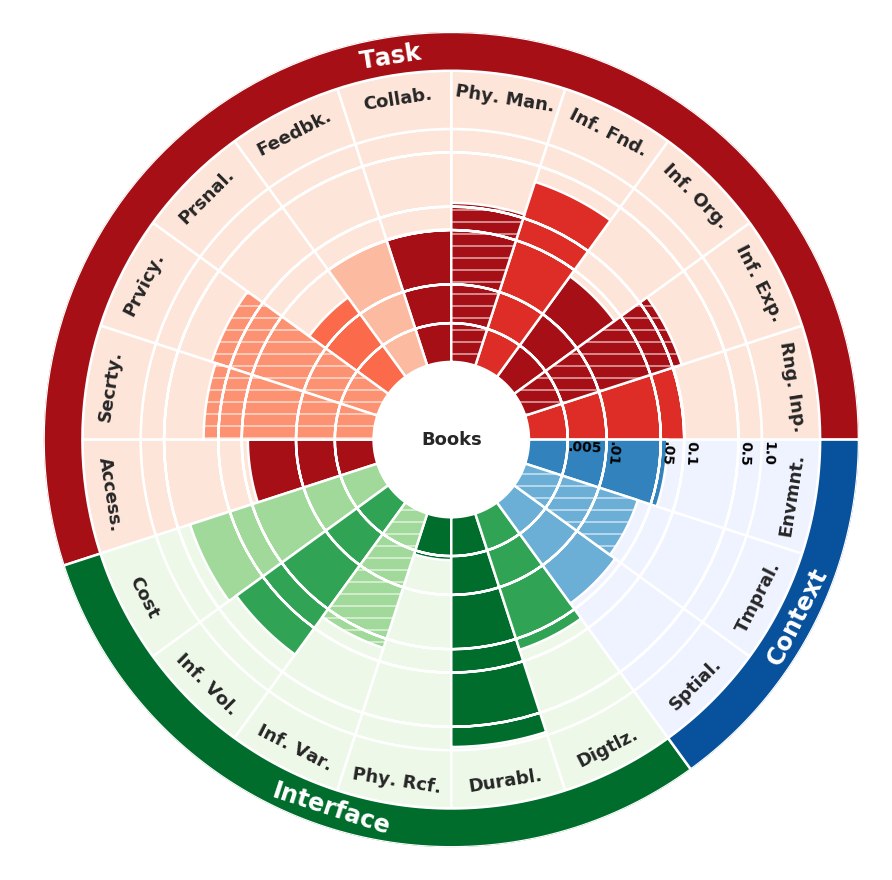 Task
Collab.
Phy. Man.
Feedbk.
Inf. Fnd.
Prsnal.
Inf. Org.
Prvicy.
Inf. Exp.
Secrty.
Rng. Inp.
Books
.005
.01
.05
0.1
0.5
1.0
Access.
Envmnt.
Cost
Tmpral.
Context
Inf. Vol.
Sptial.
Inf. Var.
Digtlz.
Phy. Rcf.
Durabl.
Interface